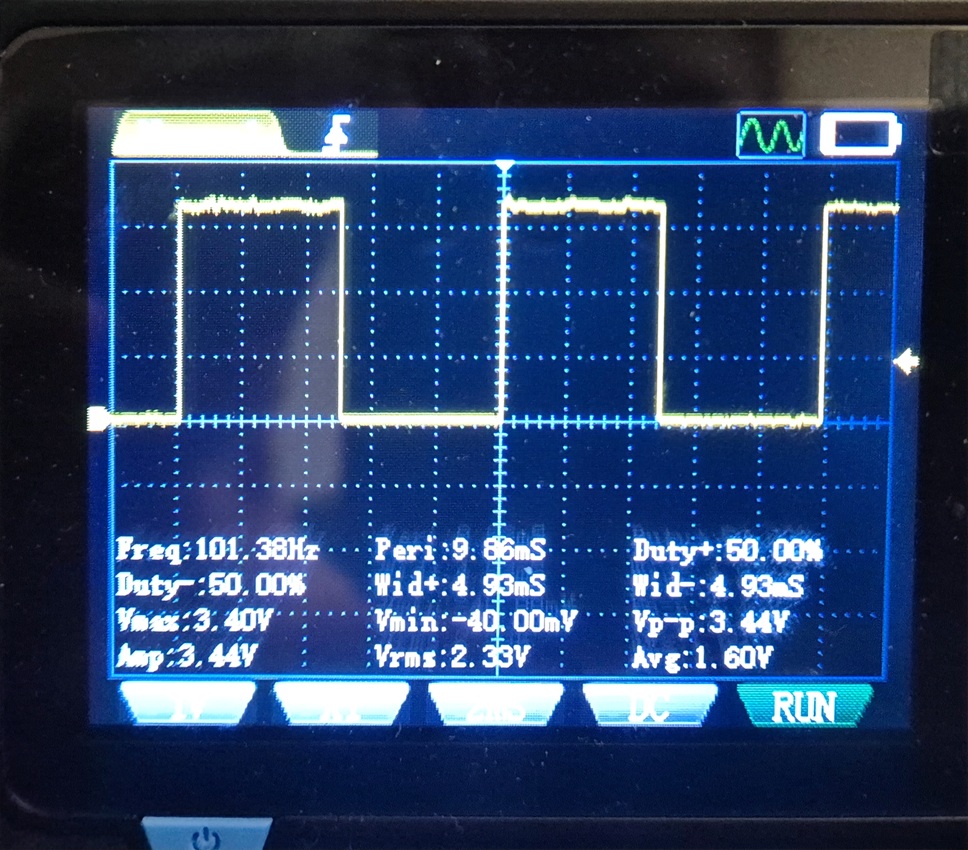 Freq:101.38Hz Peri:9.86mS Duty+:50.00%
Duty-:50.00% Wid+:4.93mS Wid-:4.93mS
Vmax:3.40V Vmin:-40.00mV Vp-p:3.44V
Amp:3.44V Vrms:2.33V Avg:1.60V
1V X1 2mS DC RUN